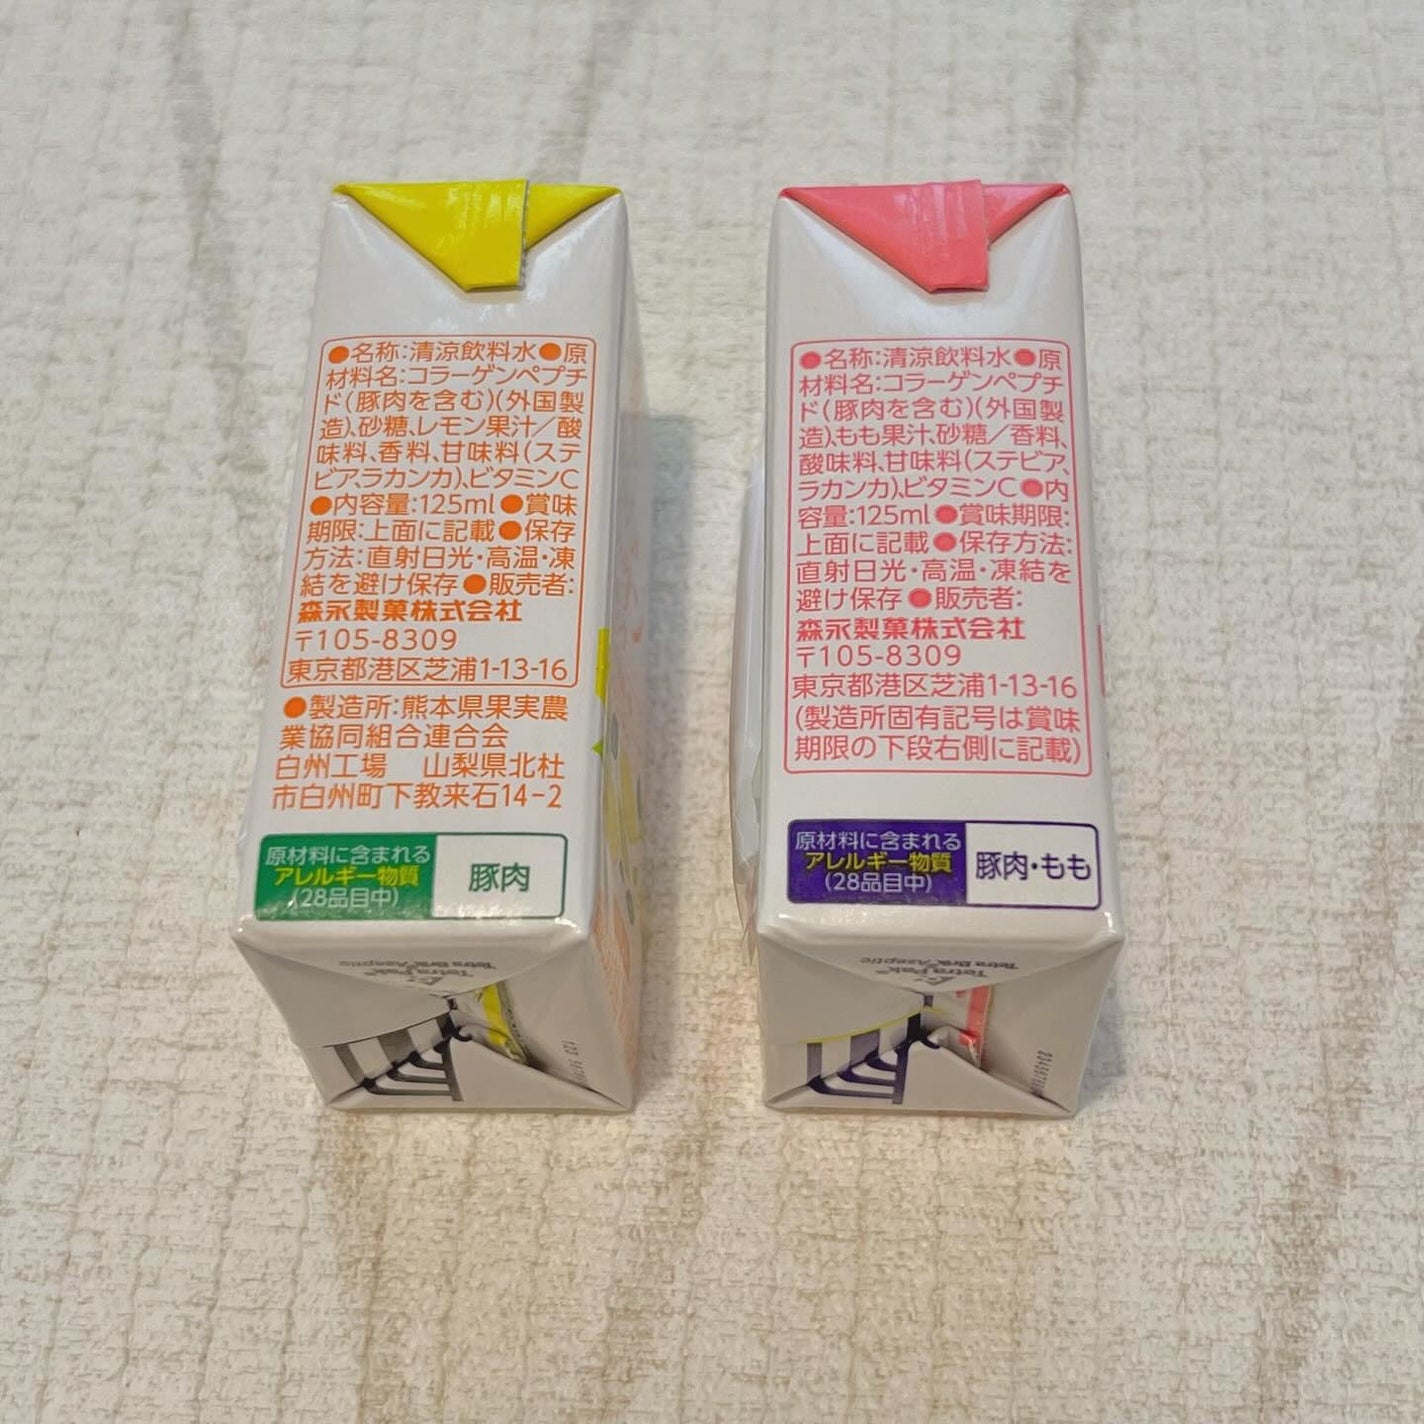 ●名称:清涼飲料水●原
材料名:コラーゲンペプチ
ド(豚肉を含む)(外国製
造)、砂糖、レモン果汁／酸
味料、香料、甘味料(ステ
ビア、ラカンカ)、ビタミンC
●内容量:125ml●賞味
期限:上面に記載●保存
方法:直射日光・高温・凍
結を避け保存●販売者:
森永製菓株式会社
〒105-8309
東京都港区芝浦1-13-16
●製造所:熊本県果実農
業協同組合連合会
白州工場　山梨県北杜
市白州町下教来石14-2
原材料に含まれる
アレルギー物質
(28品目中)
豚肉
Tetra Pak
Tetra Brik Aseptic
●名称:清涼飲料水●原
材料名:コラーゲンペプチ
ド(豚肉を含む)(外国製
造)、もも果汁、砂糖／香料、
酸味料、甘味料(ステビア、
ラカンカ)、ビタミンC●内
容量:125ml●賞味期限:
上面に記載●保存方法:
直射日光・高温・凍結を
避け保存●販売者:
森永製菓株式会社
〒105-8309
東京都港区芝浦1-13-16
(製造所固有記号は賞味
期限の下段右側に記載)
原材料に含まれる
アレルギー物質
(28品目中)
豚肉・もも
Tetra Pak
Tetra Brik Aseptic